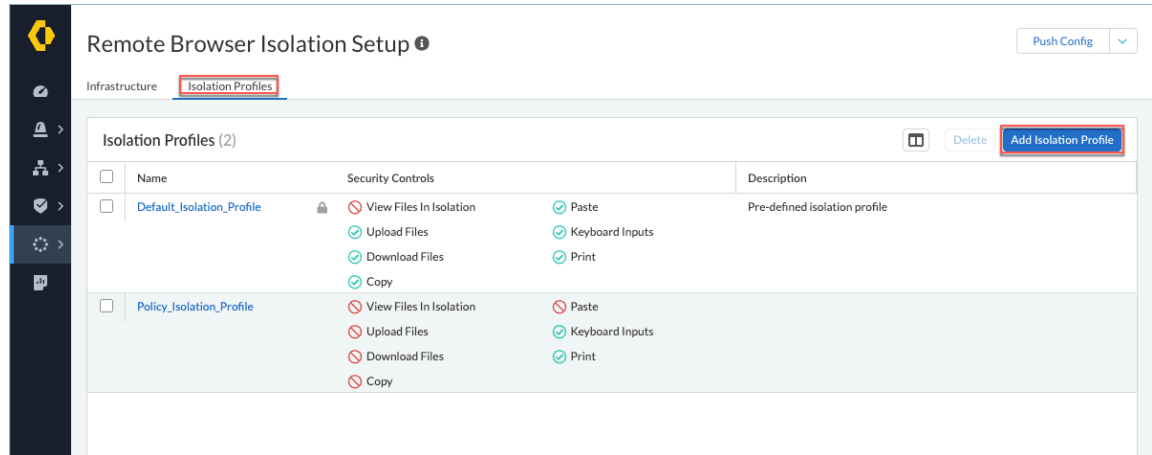 Remote Browser Isolation Setup
Push Config
Infrastructure Isolation Profiles
Isolation Profiles (2)
Delete Add Isolation Profile
Name Security Controls Description
Default_Isolation_Profile View Files In Isolation Paste Pre-defined isolation profile
Upload Files Keyboard Inputs
Download Files Print
Copy
Policy_Isolation_Profile View Files In Isolation Paste
Upload Files Keyboard Inputs
Download Files Print
Copy